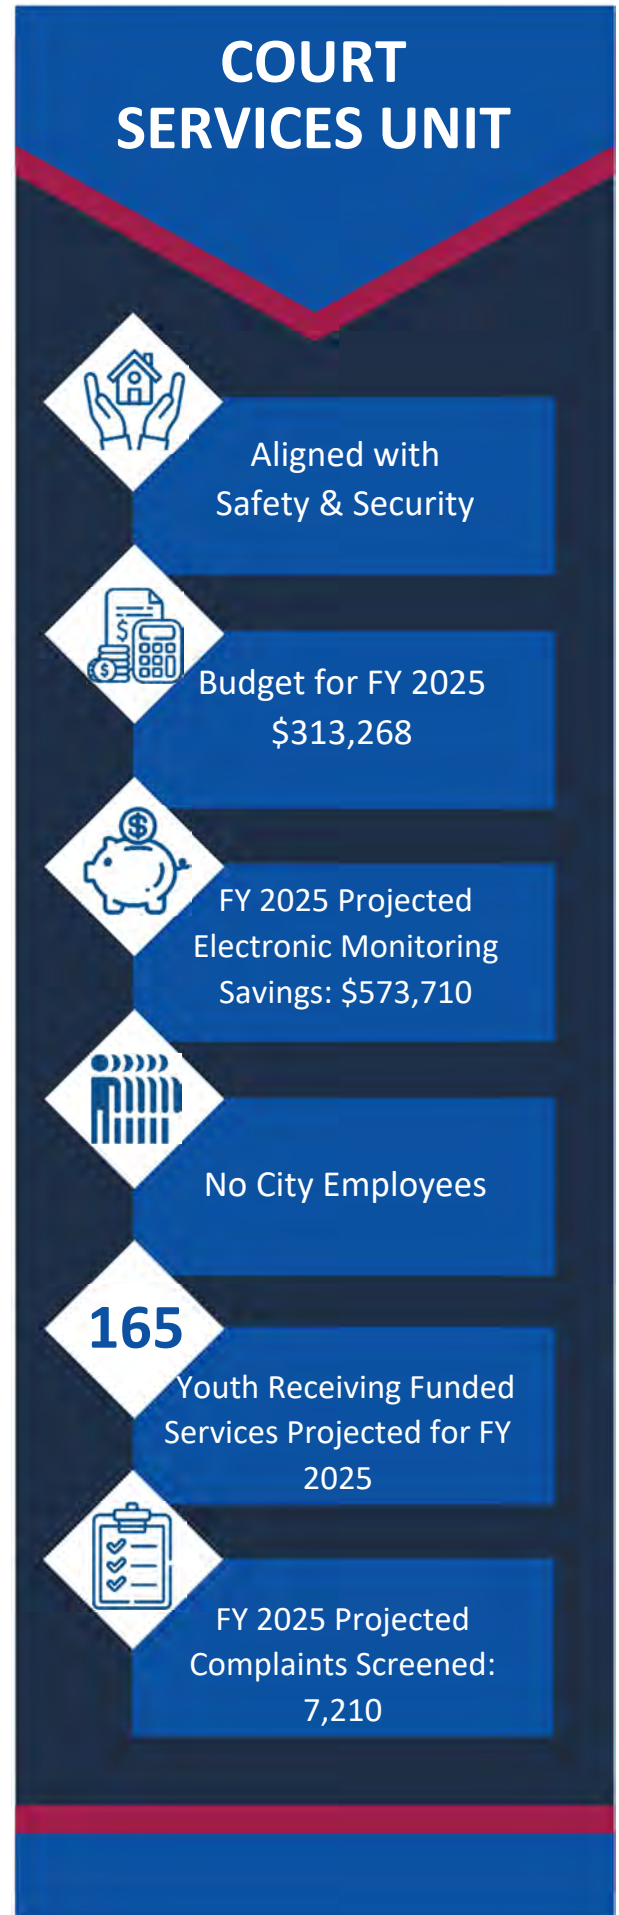 COURT
SERVICES UNIT
Aligned with
Safety & Security
$
$
Budget for FY 2025
$313,268
$
FY 2025 Projected
Electronic Monitoring
Savings: $573,710
No City Employees
165
Youth Receiving Funded
Services Projected for FY
2025
FY 2025 Projected
Complaints Screened:
7,210